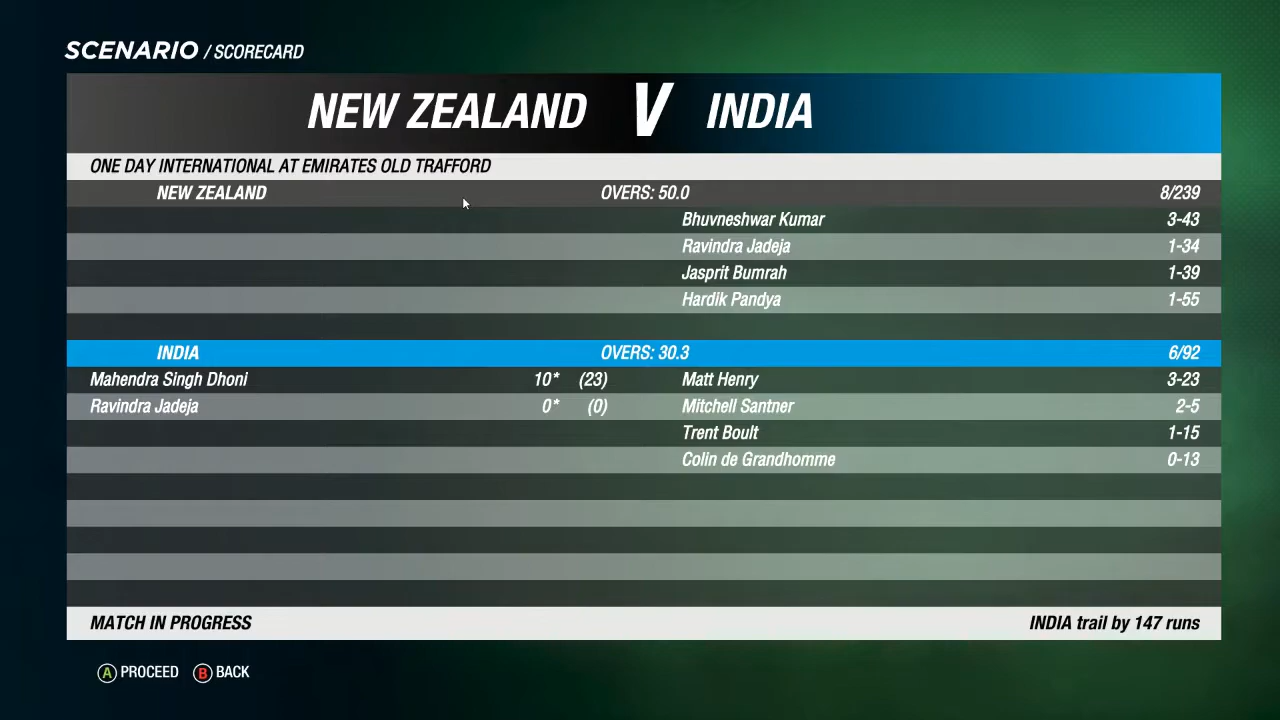 SCENARIO / SCORECARD
NEW ZEALAND V INDIA
ONE DAY INTERNATIONAL AT EMIRATES OLD TRAFFORD
NEW ZEALAND OVERS: 50.0 8/239
Bhuvneshwar Kumar 3-43
Ravindra Jadeja 1-34
Jasprit Bumrah 1-39
Hardik Pandya 1-55
INDIA OVERS: 30.3 6/92
Mahendra Singh Dhoni 10* (23) Matt Henry 3-23
Ravindra Jadeja 0* (0) Mitchell Santner 2-5
Trent Boult 1-15
Colin de Grandhomme 0-13
MATCH IN PROGRESS INDIA trail by 147 runs
A PROCEED B BACK